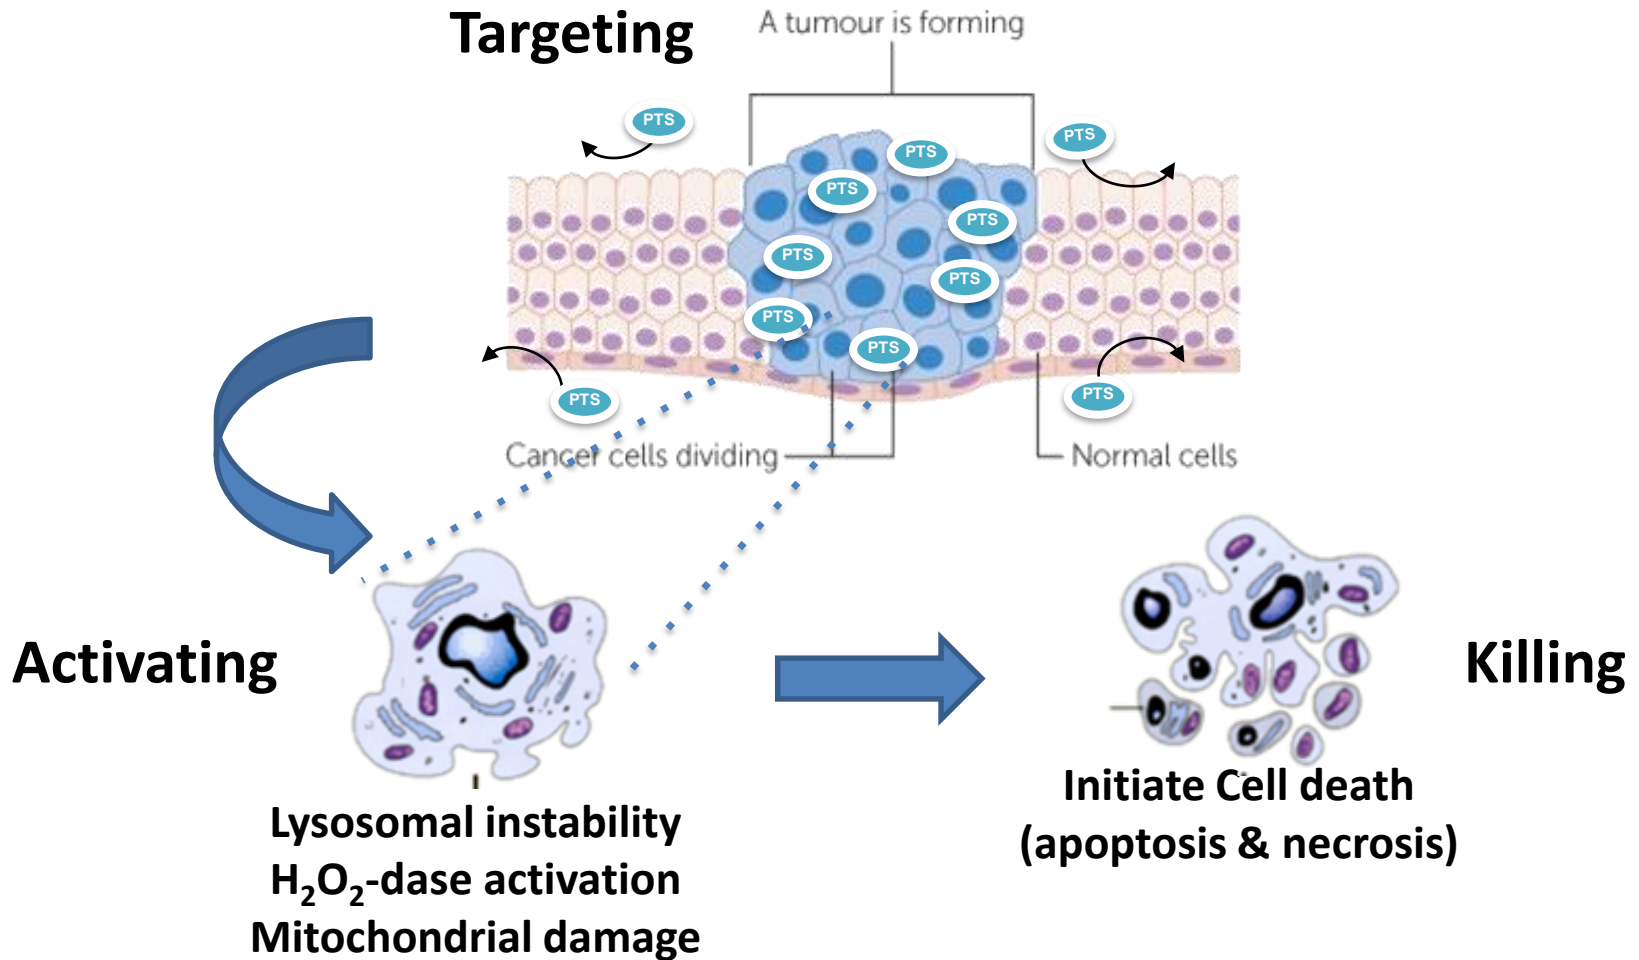 Targeting
A tumour is forming
PTS
PTS
PTS
PTS
PTS
PTS
PTS
PTS
PTS
PTS
PTS
Cancer cells dividing
Normal cells
Activating
Killing
Lysosomal instability
H₂O₂-dase activation
Mitochondrial damage
Initiate Cell death
(apoptosis & necrosis)